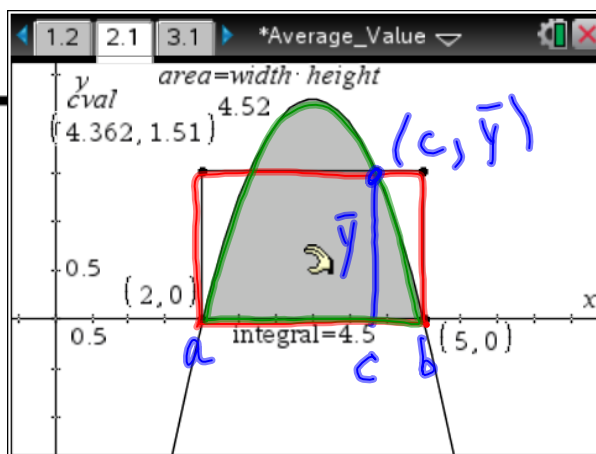 1.2 2.1 3.1 *Average_Value
y area=width· height
cval 4.52
(4.362,1.51) (c, ȳ)
ȳ
0.5
(2,0) x
0.5 integral=4.5 (5,0)
a c b